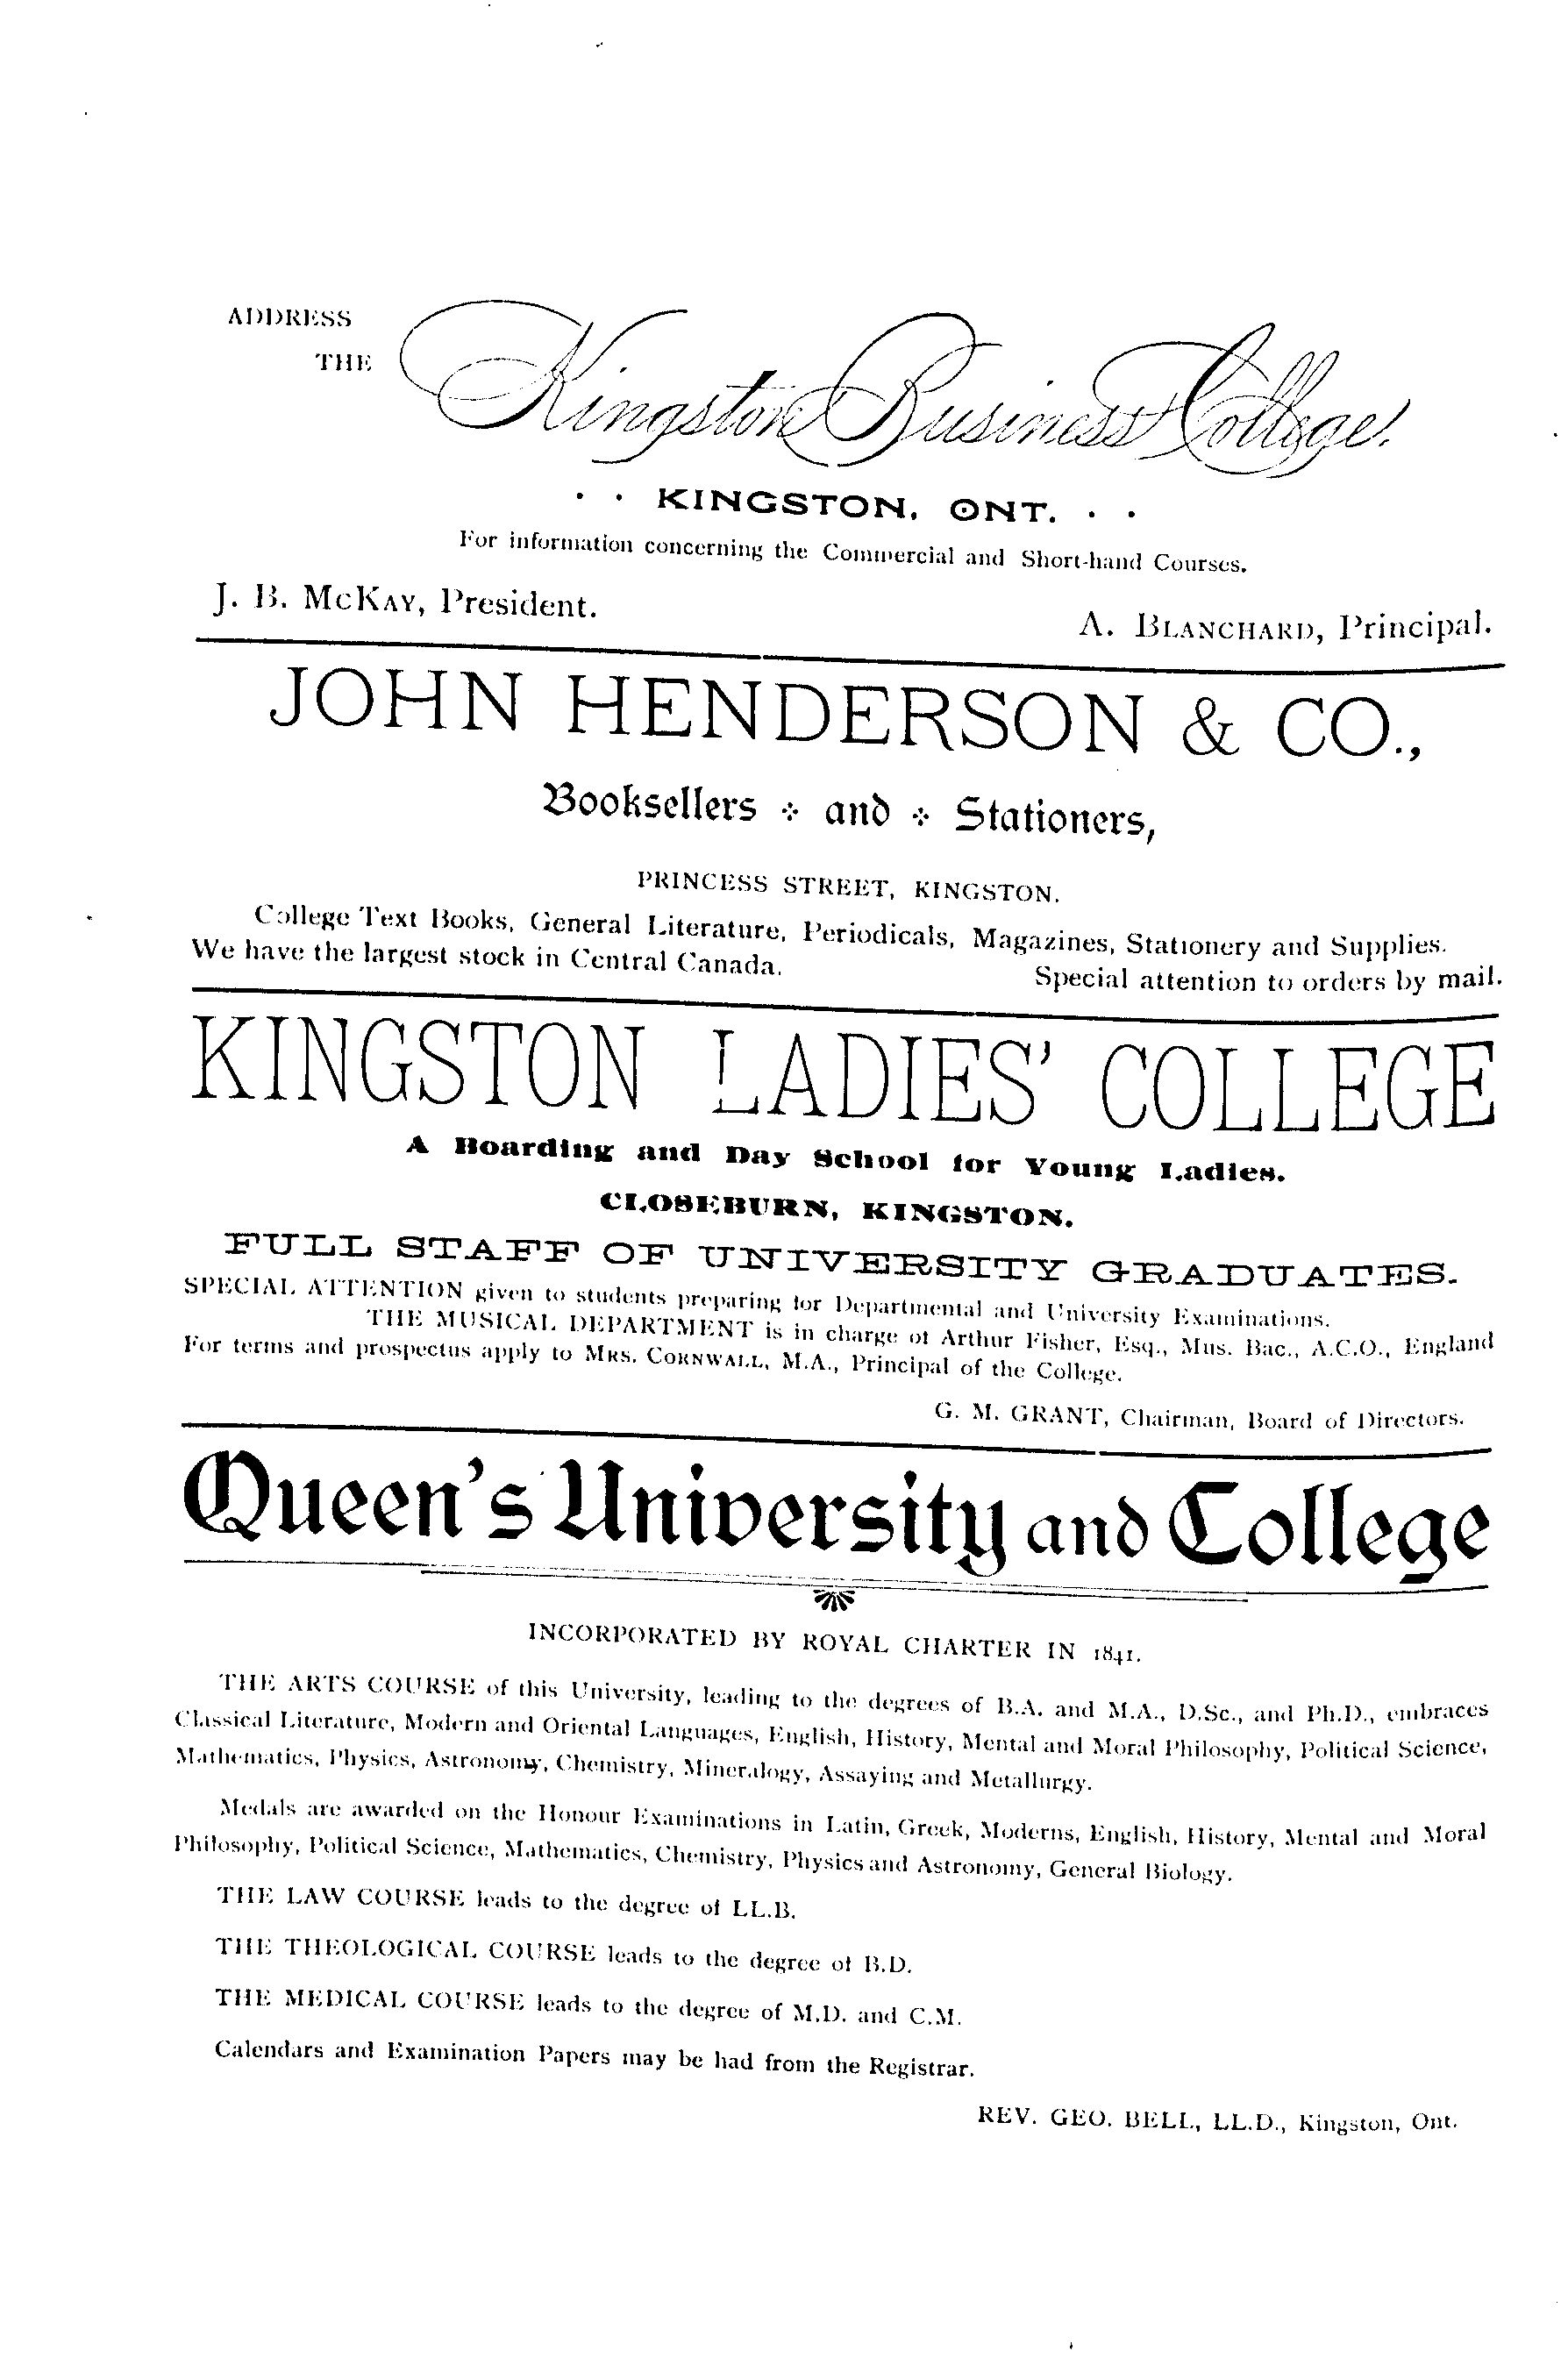 ADDRESS
THE
Kingston Business College,
. . KINGSTON, ONT. . .
For information concerning the Commercial and Short-hand Courses.
J. B. McKay, President.
A. Blanchard, Principal.
JOHN HENDERSON & CO.,
Booksellers and Stationers,
PRINCESS STREET, KINGSTON.
College Text Books, General Literature, Periodicals, Magazines, Stationery and Supplies.
We have the largest stock in Central Canada.
Special attention to orders by mail.
KINGSTON LADIES' COLLEGE
A Boarding and Day School for Young Ladies.
CLOSEBURN, KINGSTON.
FULL STAFF OF UNIVERSITY GRADUATES.
SPECIAL ATTENTION given to students preparing for Departmental and University Examinations.
THE MUSICAL DEPARTMENT is in charge of Arthur Fisher, Esq., Mus. Bac., A.C.O., England
For terms and prospectus apply to Mrs. Cornwall, M.A., Principal of the College.
G. M. GRANT, Chairman, Board of Directors.
Queen's University and College
INCORPORATED BY ROYAL CHARTER IN 1841.
THE ARTS COURSE of this University, leading to the degrees of B.A. and M.A., D.Sc., and Ph.D., embraces
Classical Literature, Modern and Oriental Languages, English, History, Mental and Moral Philosophy, Political Science,
Mathematics, Physics, Astronomy, Chemistry, Mineralogy, Assaying and Metallurgy.
Medals are awarded on the Honour Examinations in Latin, Greek, Moderns, English, History, Mental and Moral
Philosophy, Political Science, Mathematics, Chemistry, Physics and Astronomy, General Biology.
THE LAW COURSE leads to the degree of LL.B.
THE THEOLOGICAL COURSE leads to the degree of B.D.
THE MEDICAL COURSE leads to the degree of M.D. and C.M.
Calendars and Examination Papers may be had from the Registrar.
REV. GEO. BELL, LL.D., Kingston, Ont.